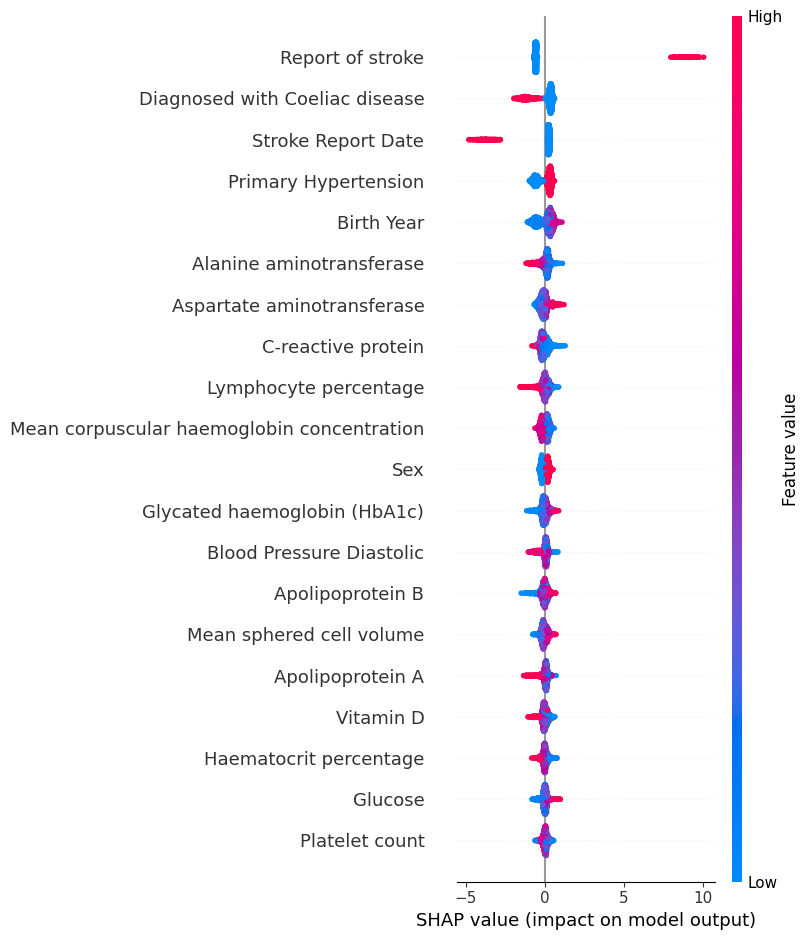 High
Report of stroke
Diagnosed with Coeliac disease
Stroke Report Date
Primary Hypertension
Birth Year
Alanine aminotransferase
Aspartate aminotransferase
C-reactive protein
Lymphocyte percentage
Mean corpuscular haemoglobin concentration
Sex
Glycated haemoglobin (HbA1c)
Blood Pressure Diastolic
Apolipoprotein B
Mean sphered cell volume
Apolipoprotein A
Vitamin D
Haematocrit percentage
Glucose
Platelet count
Feature value
Low
−5 0 5 10
SHAP value (impact on model output)